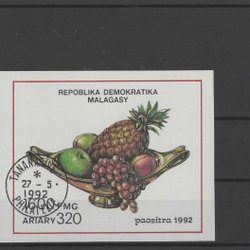 REPOBLIKA DEMOKRATIKA
MALAGASY
*
27-5-
1992
1600 FMG
ARIARY 320
paositra 1992